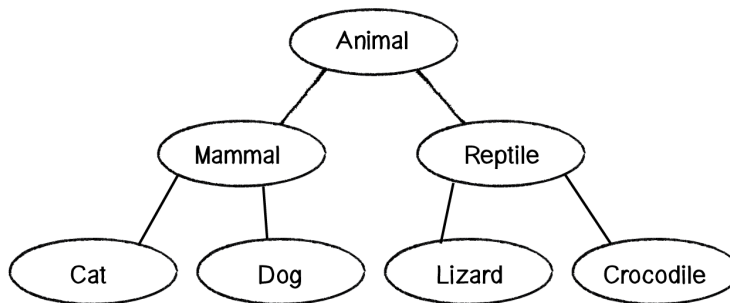 Animal
Mammal
Reptile
Cat
Dog
Lizard
Crocodile